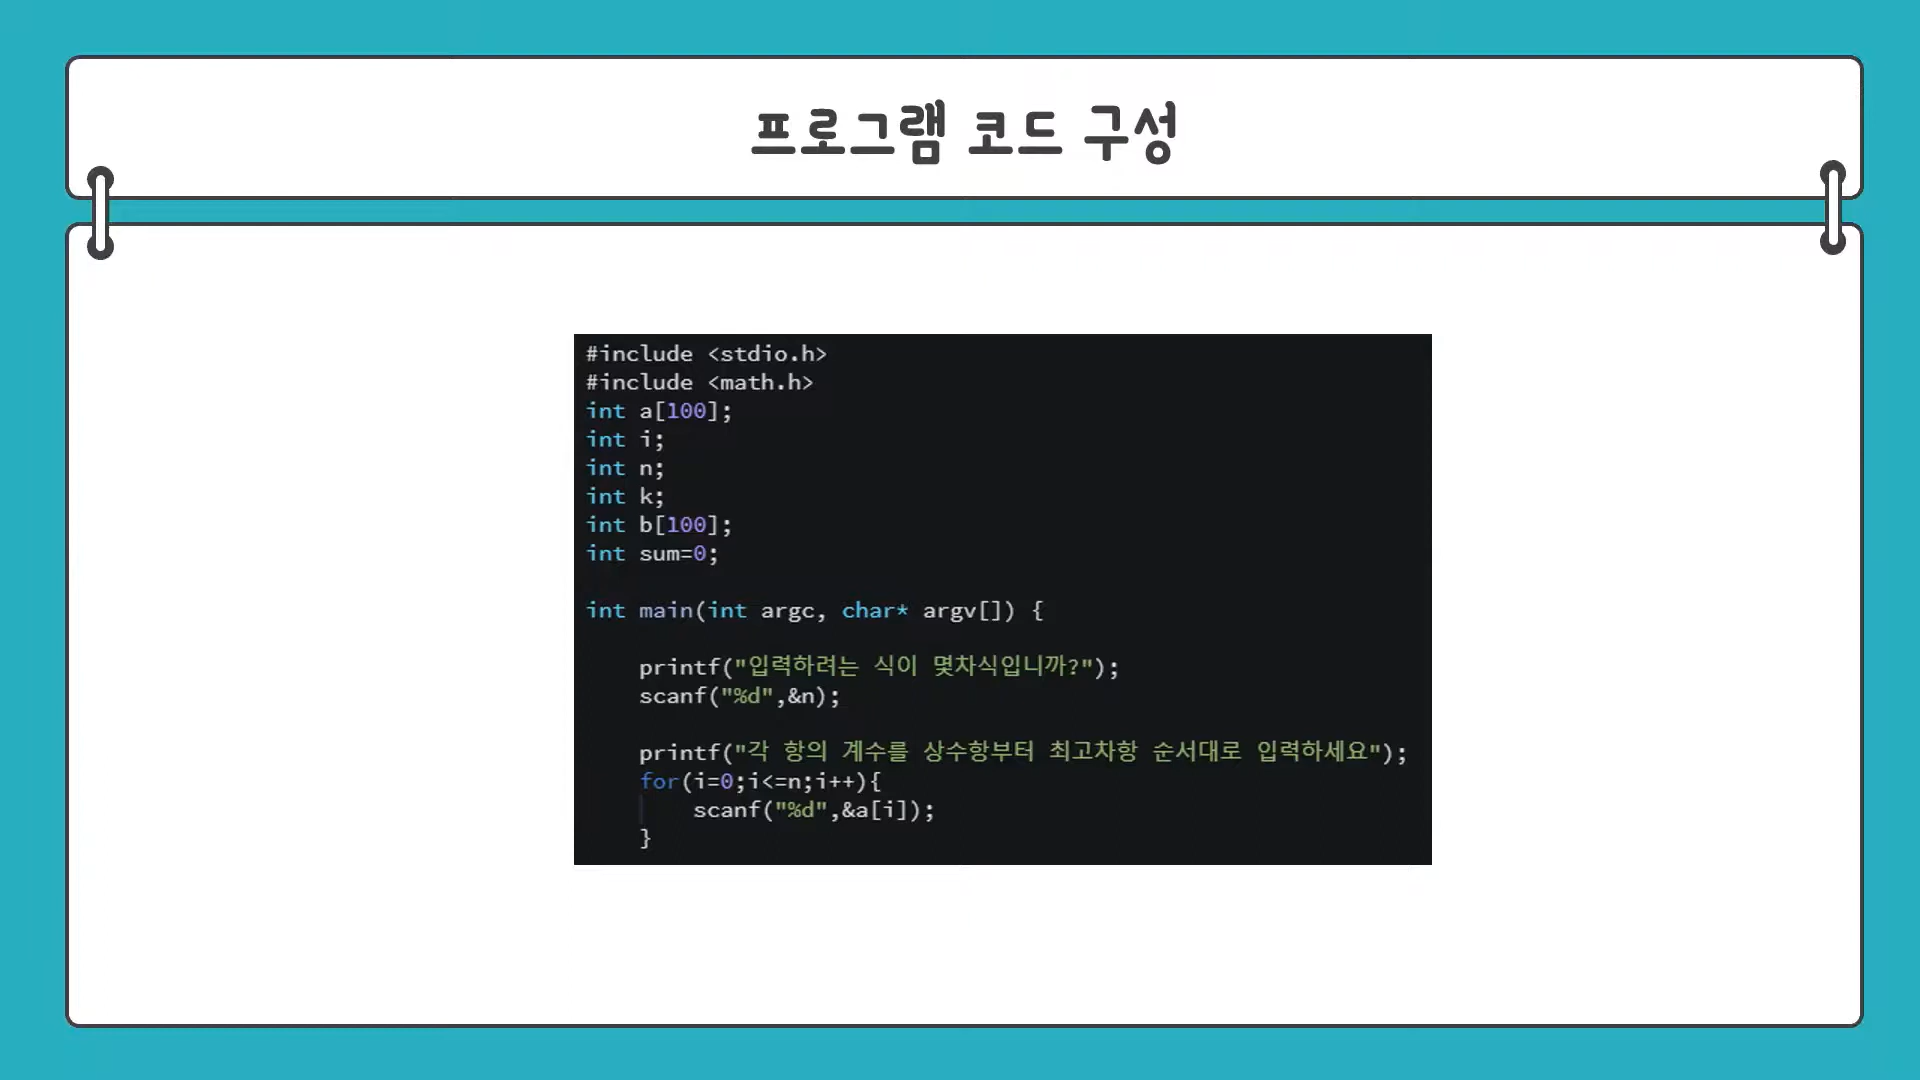 프로그램 코드 구성
#include <stdio.h>
#include <math.h>
int a[100];
int i;
int n;
int k;
int b[100];
int sum=0;
int main(int argc, char* argv[]) {
printf("입력하려는 식이 몇차식입니까?");
scanf("%d",&n);
printf("각 항의 계수를 상수항부터 최고차항 순서대로 입력하세요");
for(i=0;i<=n;i++){
scanf("%d",&a[i]);
}